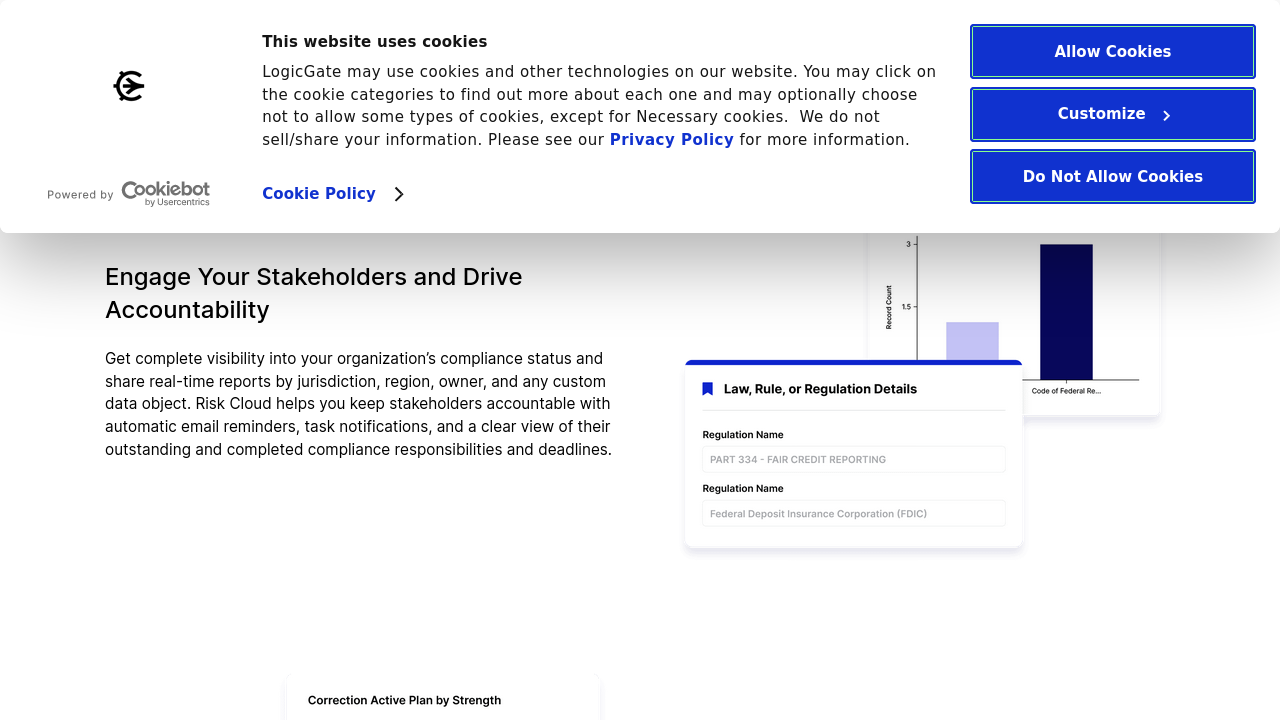 This website uses cookies
LogicGate may use cookies and other technologies on our website. You may click on
the cookie categories to find out more about each one and may optionally choose
not to allow some types of cookies, except for Necessary cookies.  We do not
sell/share your information. Please see our Privacy Policy for more information.
Powered by Cookiebot
by Usercentrics
Cookie Policy
Allow Cookies
Customize
Do Not Allow Cookies
Engage Your Stakeholders and Drive
Accountability
Get complete visibility into your organization’s compliance status and
share real-time reports by jurisdiction, region, owner, and any custom
data object. Risk Cloud helps you keep stakeholders accountable with
automatic email reminders, task notifications, and a clear view of their
outstanding and completed compliance responsibilities and deadlines.
3
Record Count
1.5
Code of Federal Re...
Law, Rule, or Regulation Details
Regulation Name
PART 334 - FAIR CREDIT REPORTING
Regulation Name
Federal Deposit Insurance Corporation (FDIC)
Correction Active Plan by Strength